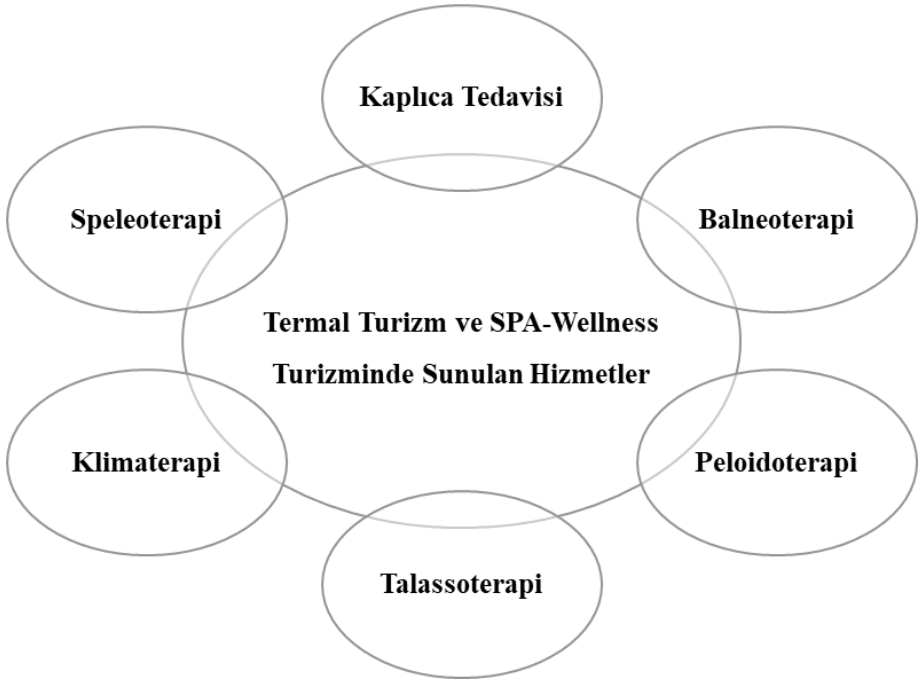 Kaplıca Tedavisi
Speleoterapi
Balneoterapi
Termal Turizm ve SPA-Wellness
Turizminde Sunulan Hizmetler
Klimaterapi
Peloidoterapi
Talassoterapi